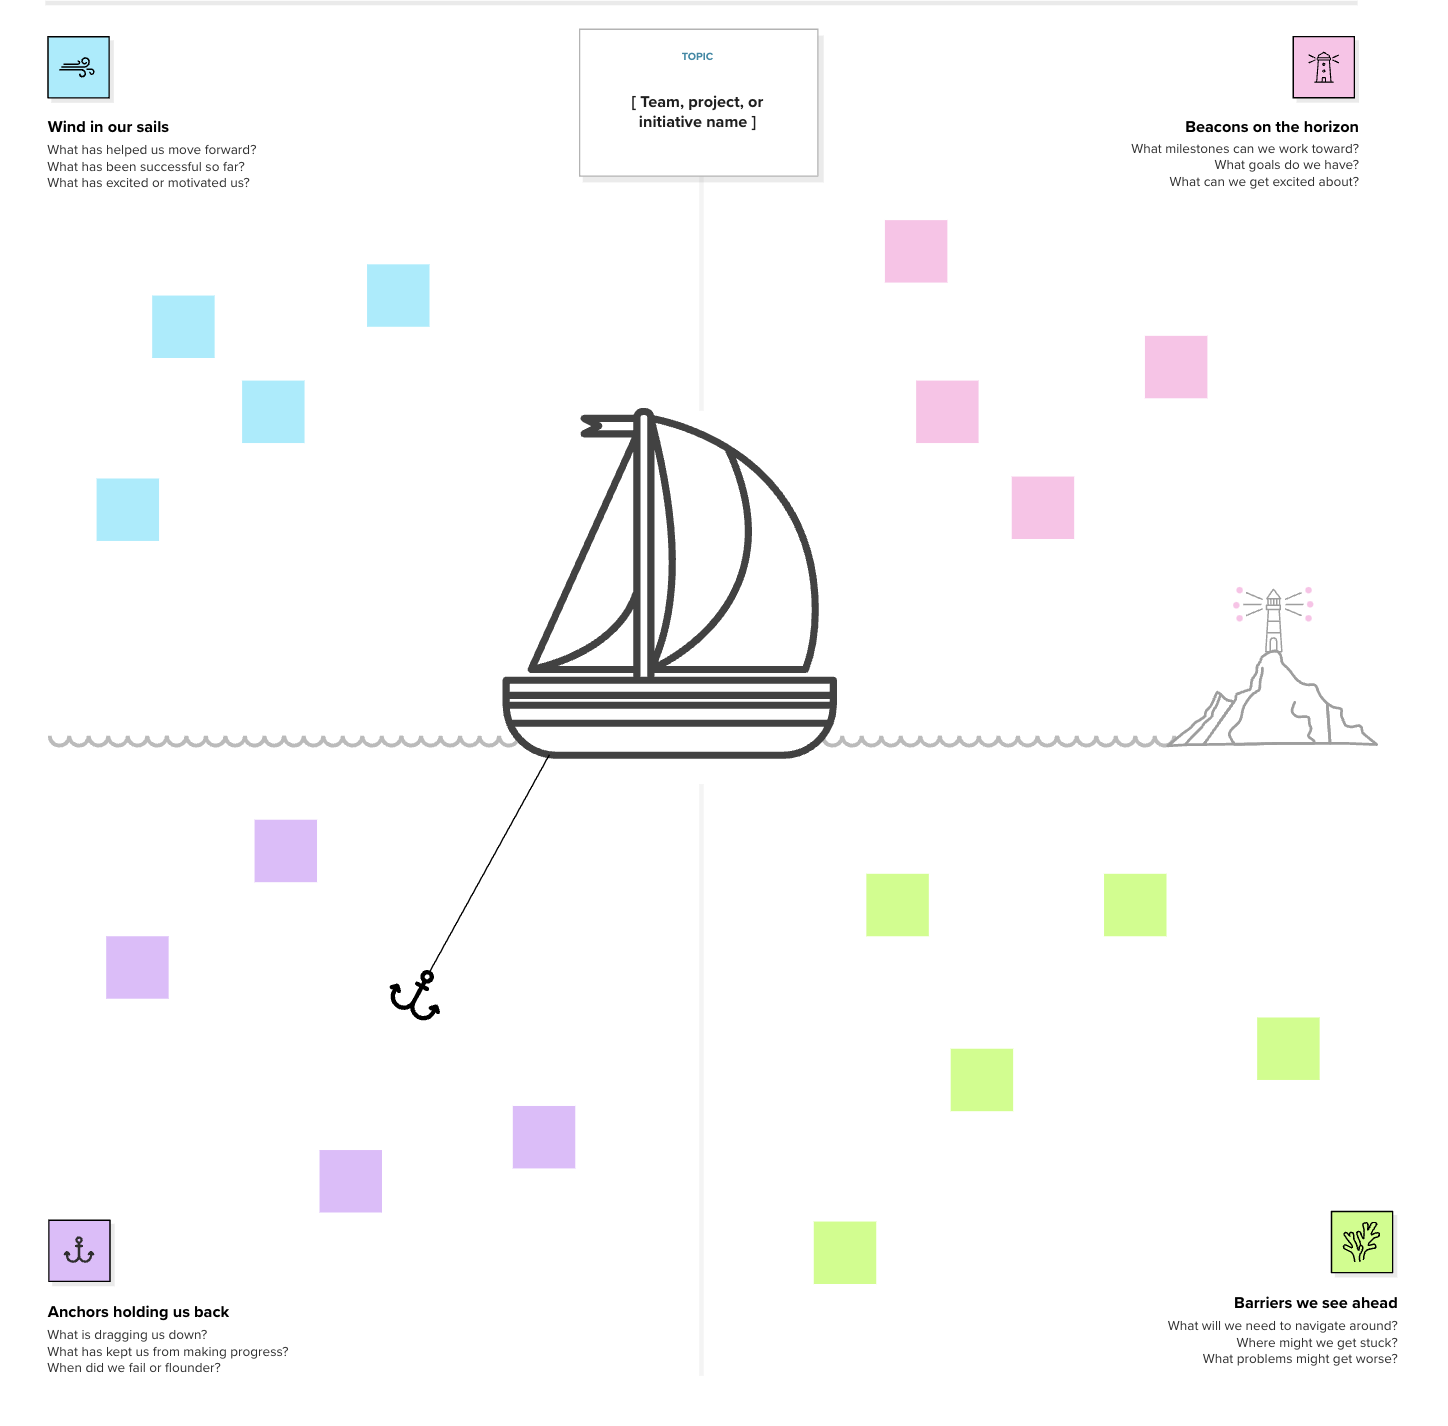 TOPIC
[ Team, project, or
initiative name ]
Wind in our sails
What has helped us move forward?
What has been successful so far?
What has excited or motivated us?
Beacons on the horizon
What milestones can we work toward?
What goals do we have?
What can we get excited about?
Anchors holding us back
What is dragging us down?
What has kept us from making progress?
When did we fail or flounder?
Barriers we see ahead
What will we need to navigate around?
Where might we get stuck?
What problems might get worse?